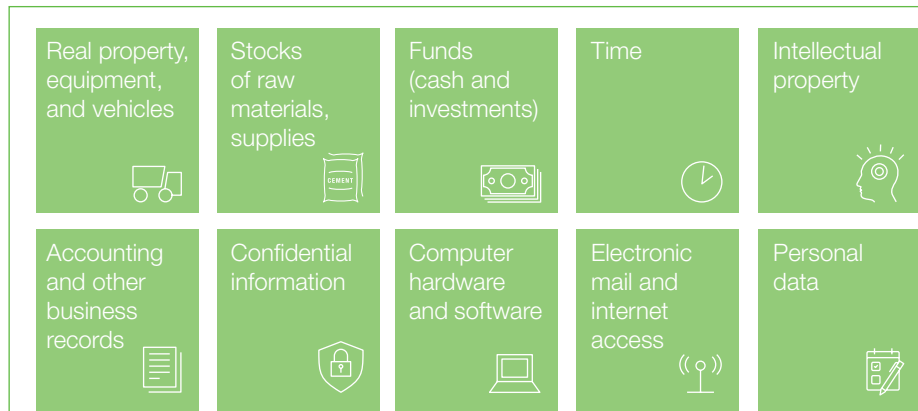 Real property,
equipment,
and vehicles
Stocks
of raw
materials,
supplies
CEMENT
Funds
(cash and
investments)
Time
Intellectual
property
Accounting
and other
business
records
Confidential
information
Computer
hardware
and software
Electronic
mail and
internet
access
Personal
data